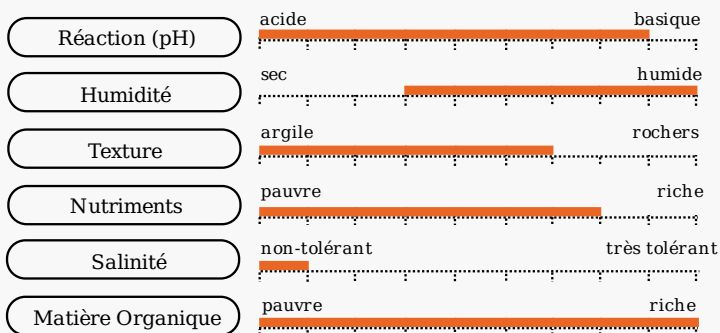 acide basique
Réaction (pH)
sec humide
Humidité
argile rochers
Texture
pauvre riche
Nutriments
non-tolérant très tolérant
Salinité
pauvre riche
Matière Organique